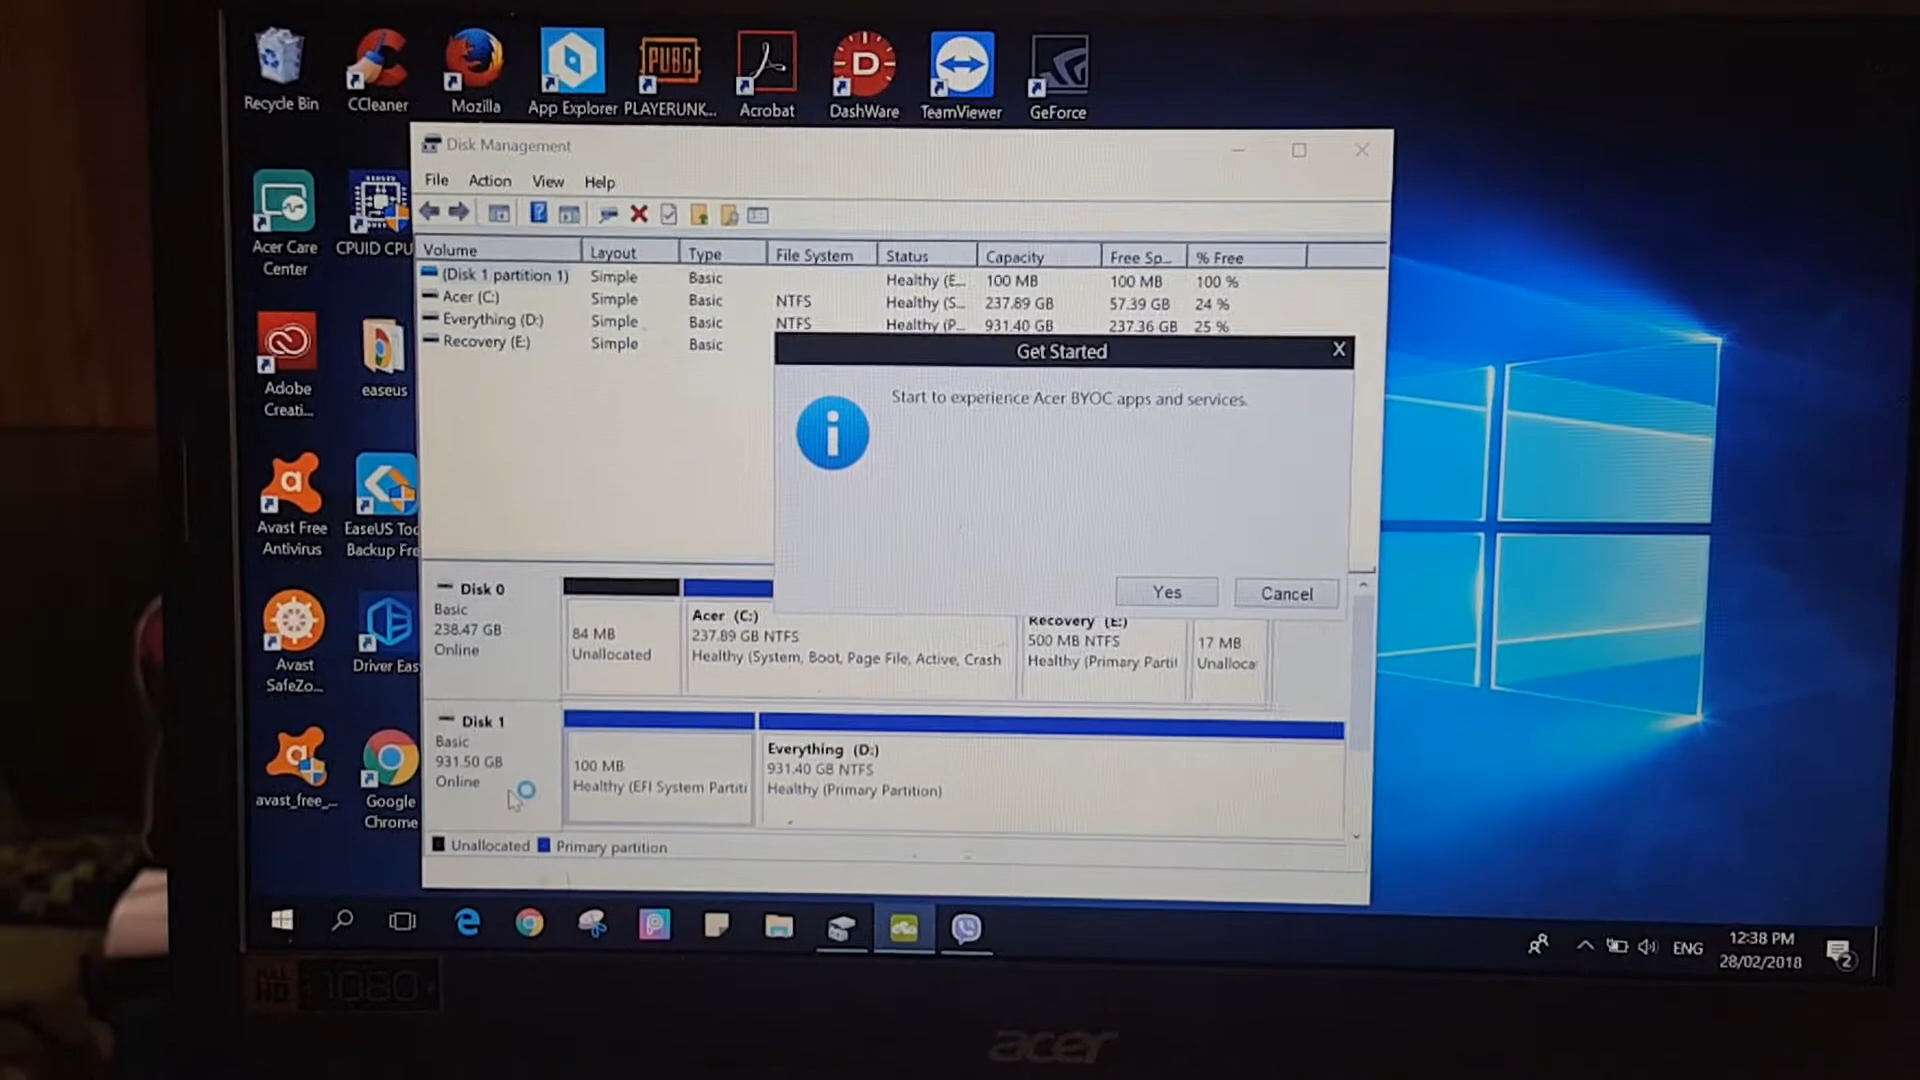 Recycle Bin
CCleaner
Mozilla
App Explorer
PLAYERUNK...
Acrobat
DashWare
TeamViewer
GeForce
PUBG
Disk Management
File Action View Help
Volume Layout Type File System Status Capacity Free Sp... % Free
(Disk 1 partition 1) Simple Basic Healthy (E... 100 MB 100 MB 100 %
Acer (C:) Simple Basic NTFS Healthy (S... 237.89 GB 57.39 GB 24 %
Everything (D:) Simple Basic NTFS Healthy (P... 931.40 GB 237.36 GB 25 %
Recovery (E:) Simple Basic
Get Started X
Start to experience Acer BYOC apps and services.
Yes Cancel
Acer Care
Center
CPUID CPU
Adobe
Creati...
easeus
Avast Free
Antivirus
EaseUS Too
Backup Fre
Avast
SafeZo...
Driver Eas
avast_free_...
Google
Chrome
Disk 0
Basic
238.47 GB
Online
84 MB
Unallocated
Acer (C:)
237.89 GB NTFS
Healthy (System, Boot, Page File, Active, Crash
Recovery (E:)
500 MB NTFS
Healthy (Primary Partit
17 MB
Unalloca
Disk 1
Basic
931.50 GB
Online
100 MB
Healthy (EFI System Partiti
Everything (D:)
931.40 GB NTFS
Healthy (Primary Partition)
Unallocated Primary partition
ENG
12:38 PM
28/02/2018
2
HD
1080
acer